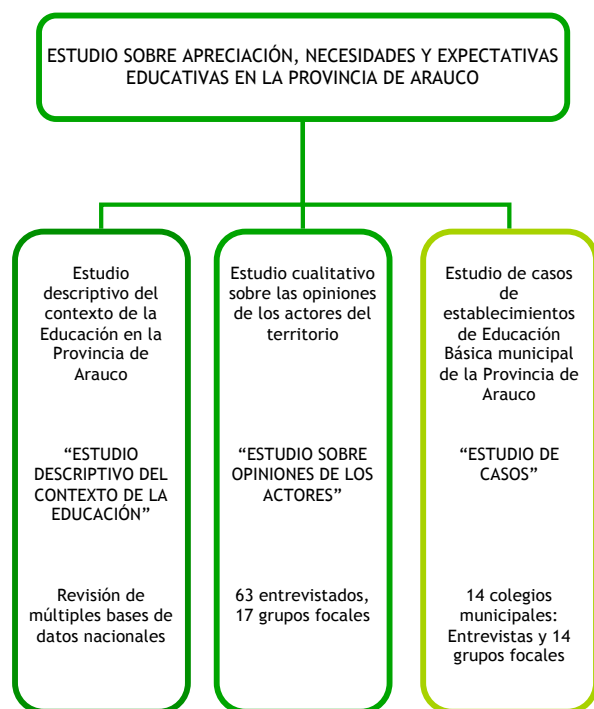 ESTUDIO SOBRE APRECIACIÓN, NECESIDADES Y EXPECTATIVAS
EDUCATIVAS EN LA PROVINCIA DE ARAUCO
Estudio
descriptivo del
contexto de la
Educación en la
Provincia de
Arauco
“ESTUDIO
DESCRIPTIVO DEL
CONTEXTO DE LA
EDUCACIÓN”
Revisión de
múltiples bases de
datos nacionales
Estudio cualitativo
sobre las opiniones
de los actores del
territorio
“ESTUDIO SOBRE
OPINIONES DE LOS
ACTORES”
63 entrevistados,
17 grupos focales
Estudio de casos
de
establecimientos
de Educación
Básica municipal
de la Provincia de
Arauco
“ESTUDIO DE
CASOS”
14 colegios
municipales:
Entrevistas y 14
grupos focales